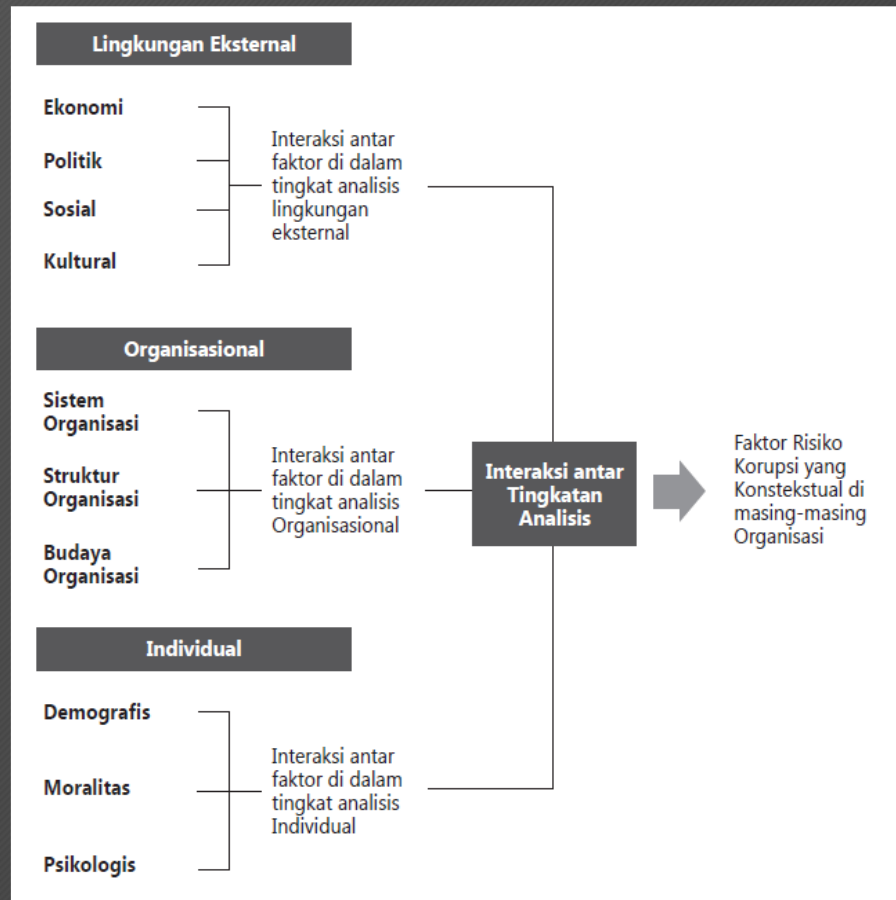 Lingkungan Eksternal
Ekonomi
Politik
Sosial
Kultural
Interaksi antar
faktor di dalam
tingkat analisis
lingkungan
eksternal
Organisasional
Sistem
Organisasi
Struktur
Organisasi
Budaya
Organisasi
Interaksi antar
faktor di dalam
tingkat analisis
Organisasional
Individual
Demografis
Moralitas
Psikologis
Interaksi antar
faktor di dalam
tingkat analisis
Individual
Interaksi antar
Tingkatan
Analisis
Faktor Risiko
Korupsi yang
Konstekstual di
masing-masing
Organisasi